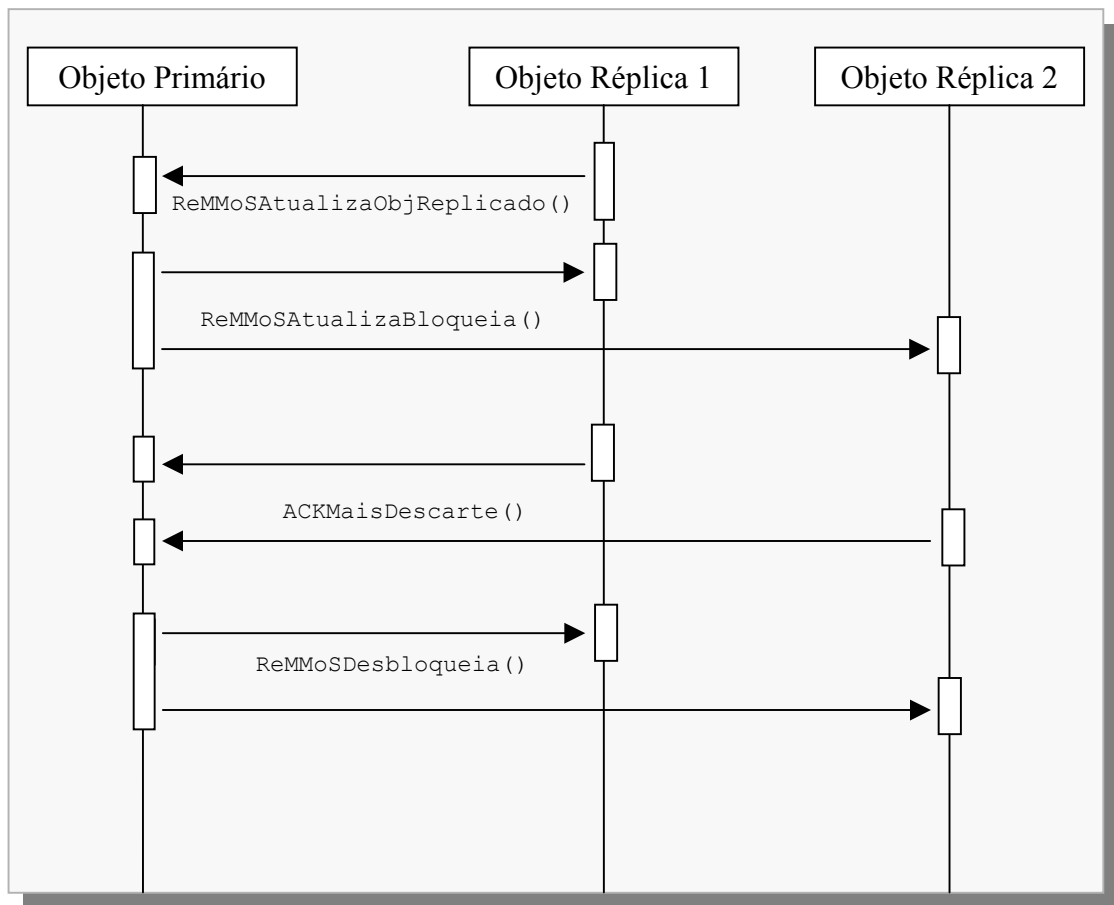 Objeto Primário
Objeto Réplica 1
Objeto Réplica 2
ReMMoSAtualizaObjReplicado()
ReMMoSAtualizaBloqueia()
ACKMaisDescarte()
ReMMoSDesbloqueia()